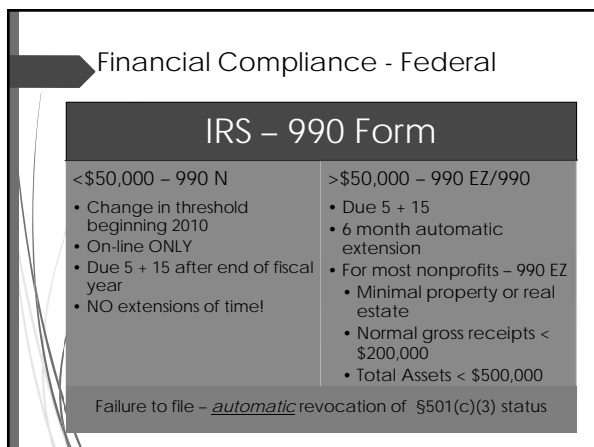 Financial Compliance - Federal
IRS – 990 Form
<$50,000 – 990 N
• Change in threshold
beginning 2010
• On-line ONLY
• Due 5 + 15 after end of fiscal
year
• NO extensions of time!
>$50,000 – 990 EZ/990
• Due 5 + 15
• 6 month automatic
extension
• For most nonprofits – 990 EZ
• Minimal property or real
estate
• Normal gross receipts <
$200,000
• Total Assets < $500,000
Failure to file – automatic revocation of §501(c)(3) status